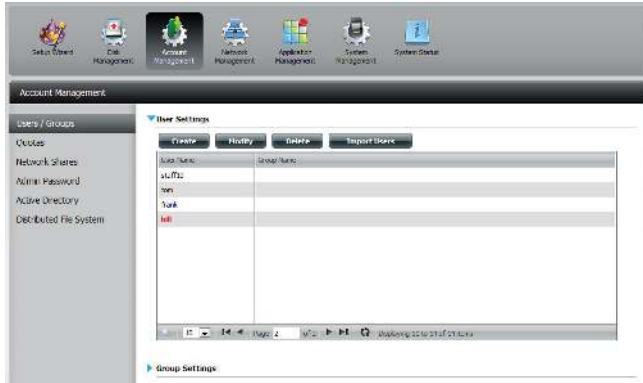 Setup Wizard
Disk Management
Account Management
Network Management
Application Management
System Management
System Status
Account Management
Users / Groups
Quotas
Network Shares
Admin Password
Active Directory
Distributed File System
User Settings
Create Modify Delete Import Users
User Name Group Name
tom
frank
bill
Page 2
Displaying
Group Settings